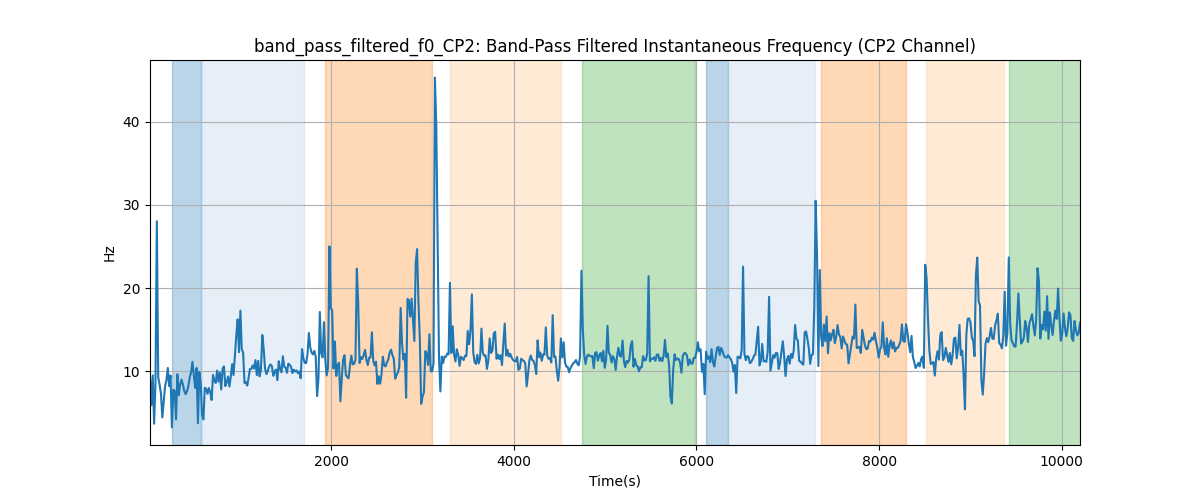 band_pass_filtered_f0_CP2: Band-Pass Filtered Instantaneous Frequency (CP2 Channel)
40
30
20
10
Hz
2000 4000 6000 8000 10000
Time(s)